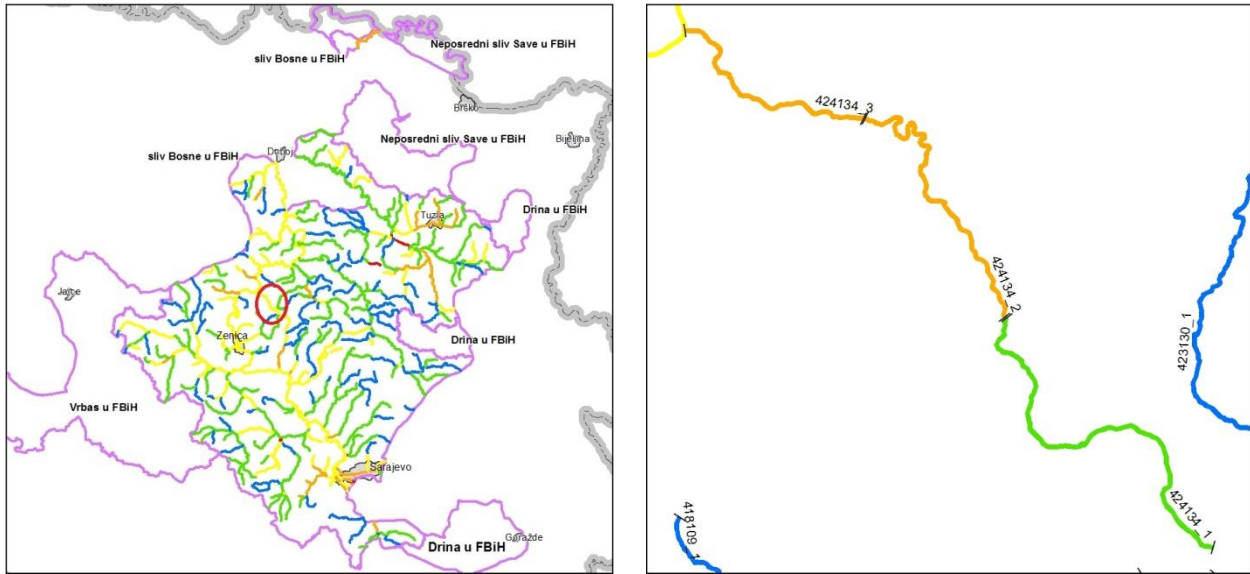 Neposredni sliv Save u FBiH
sliv Bosne u FBiH
Brčko
Bijeljina
Neposredni sliv Save u FBiH
sliv Bosne u FBiH
Doboj
Drina u FBiH
Tuzla
Jajce
Zenica
Drina u FBiH
Vrbas u FBiH
Sarajevo
Drina u FBiH
Goražde
424134_3
424134_2
423130_1
424134_1
418109_1